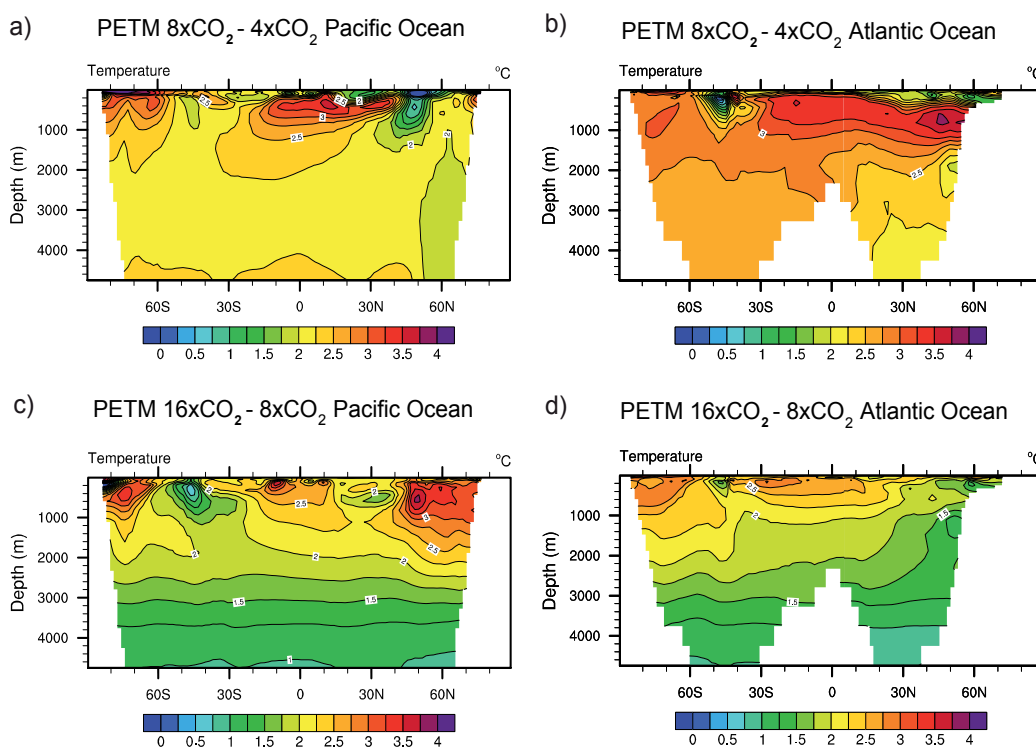 a) PETM 8xCO₂ - 4xCO₂ Pacific Ocean
Temperature °C
2.5 2.5 2
3
1000
2.5 2 2
2000
3000
4000
Depth (m)
60S 30S 0 30N 60N
0 0.5 1 1.5 2 2.5 3 3.5 4
b) PETM 8xCO₂ - 4xCO₂ Atlantic Ocean
Temperature °C
1000
3
2000
2.5
3000
4000
Depth (m)
60S 30S 0 30N 60N
0 0.5 1 1.5 2 2.5 3 3.5 4
c) PETM 16xCO₂ - 8xCO₂ Pacific Ocean
Temperature °C
2 2
2.5 2
1000
3
2.5
2000
2 2
3000
1.5 1.5
4000
1
Depth (m)
60S 30S 0 30N 60N
0 0.5 1 1.5 2 2.5 3 3.5 4
d) PETM 16xCO₂ - 8xCO₂ Atlantic Ocean
Temperature °C
2.5
1000
2 1.5
2000
3000
1.5
4000
Depth (m)
60S 30S 0 30N 60N
0 0.5 1 1.5 2 2.5 3 3.5 4